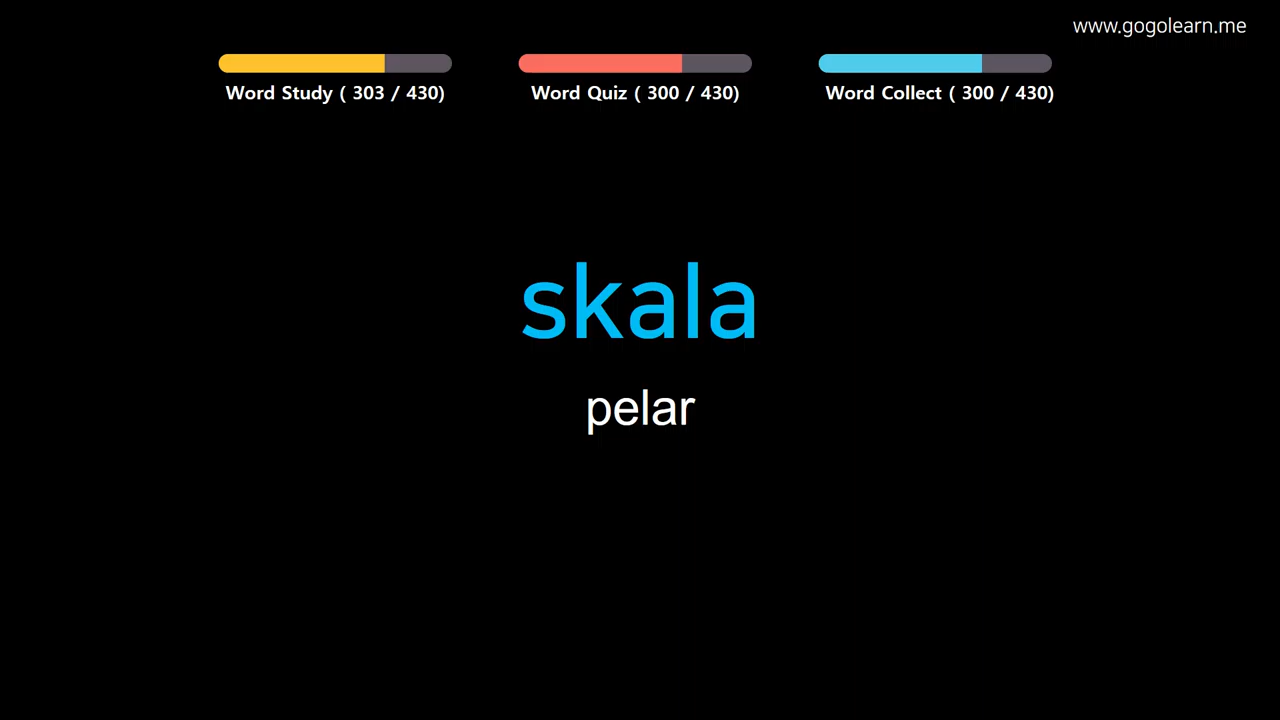 www.gogolearn.me
Word Study ( 303 / 430)
Word Quiz ( 300 / 430)
Word Collect ( 300 / 430)
skala
pelar